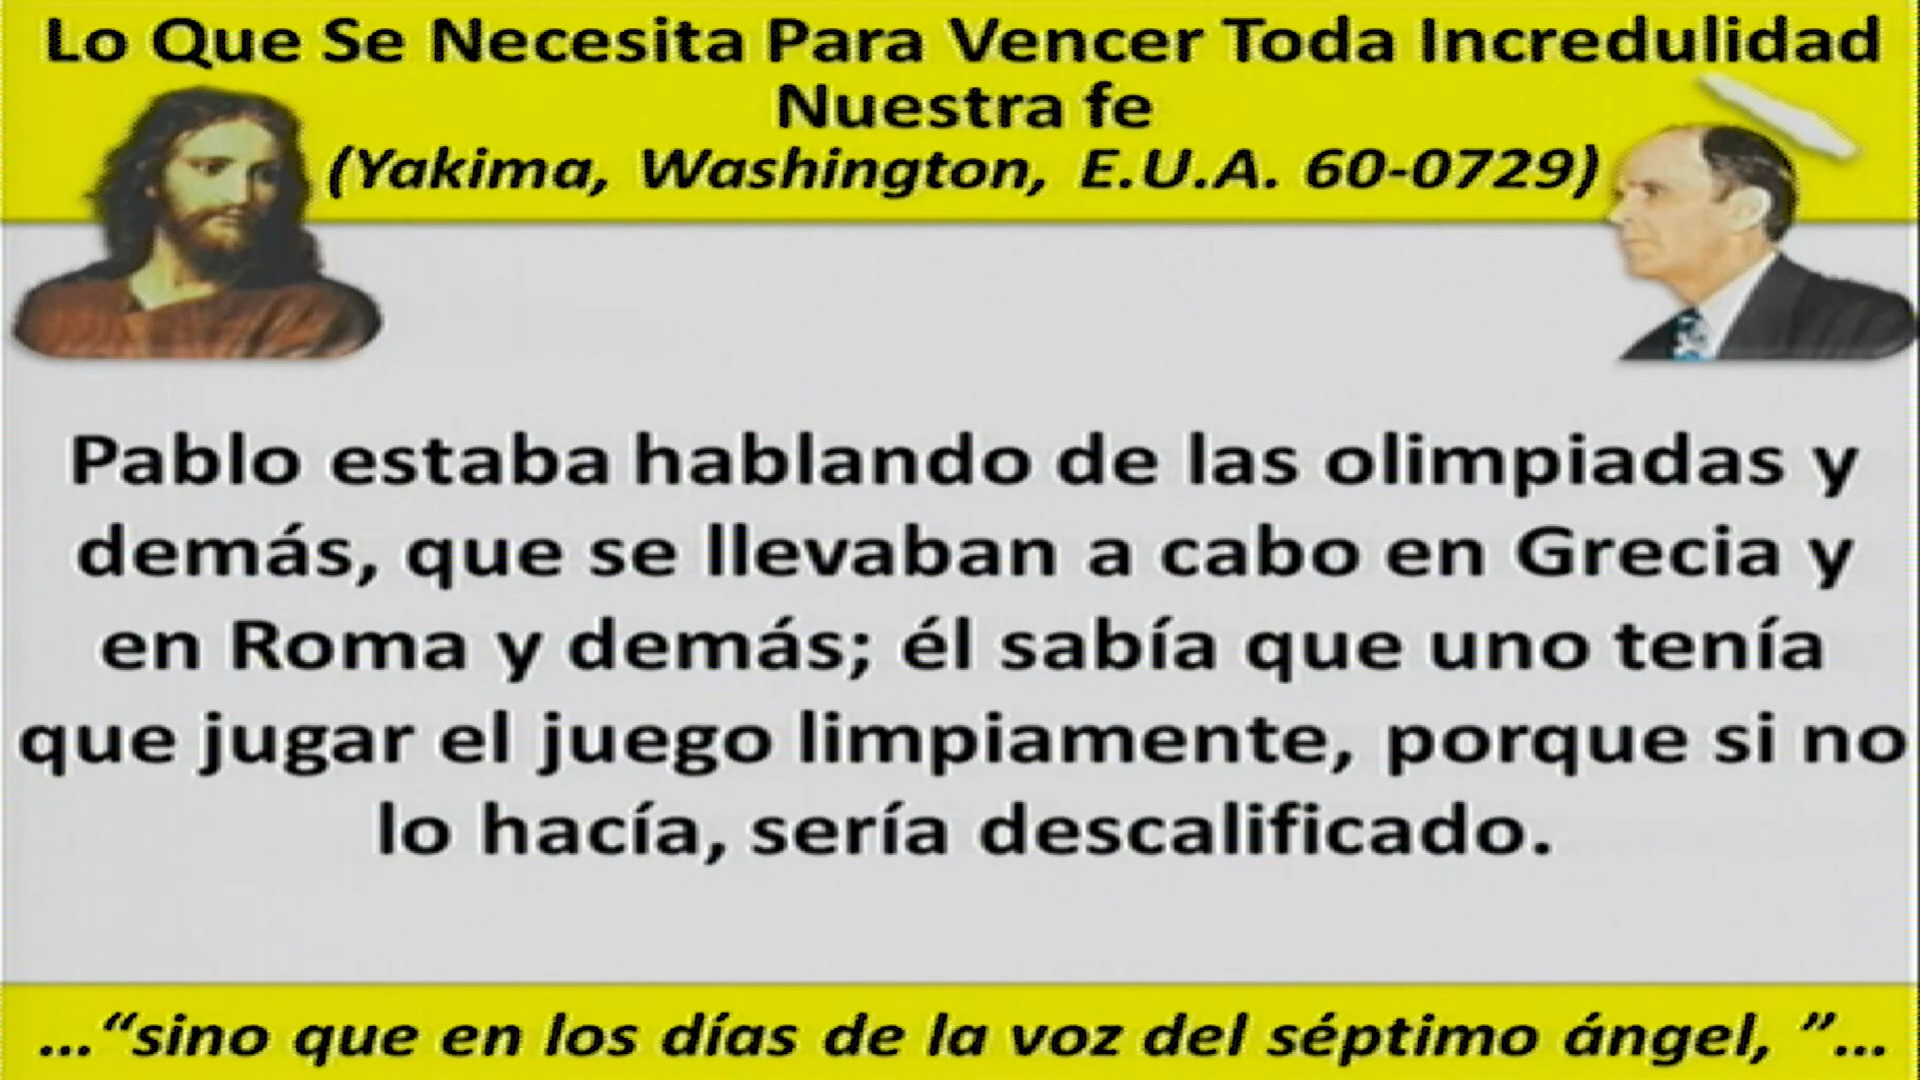 Lo Que Se Necesita Para Vencer Toda Incredulidad
Nuestra fe
(Yakima, Washington, E.U.A. 60-0729)
Pablo estaba hablando de las olimpiadas y
demás, que se llevaban a cabo en Grecia y
en Roma y demás; él sabía que uno tenía
que jugar el juego limpiamente, porque si no
lo hacía, sería descalificado.
...“sino que en los días de la voz del séptimo ángel, ”...